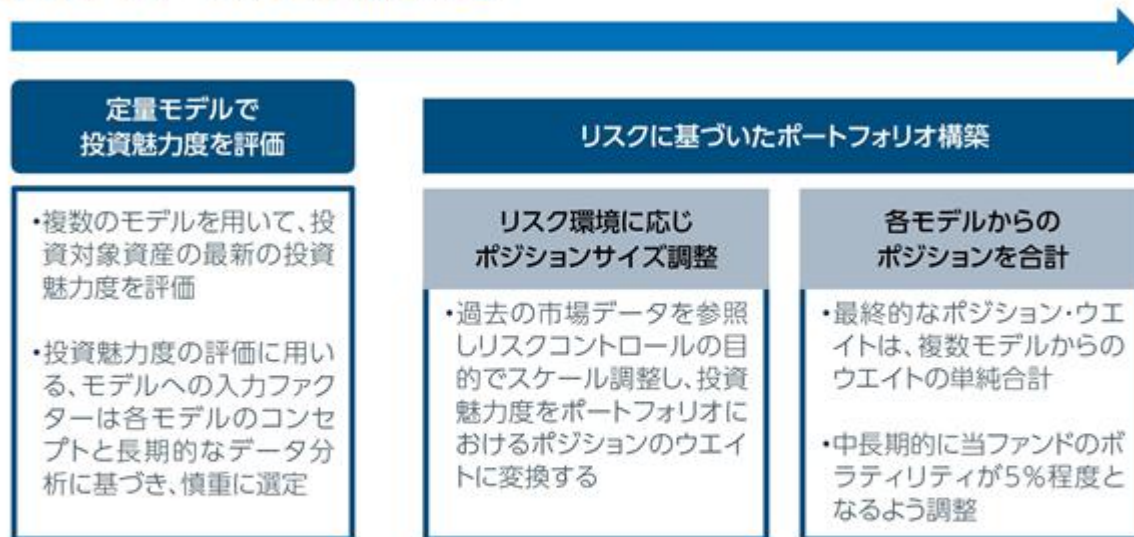 定量モデルで
投資魅力度を評価
・複数のモデルを用いて、投
資対象資産の最新の投資
魅力度を評価
・投資魅力度の評価に用い
る、モデルへの入力ファク
ターは各モデルのコンセ
プトと長期的なデータ分
析に基づき、慎重に選定
リスクに基づいたポートフォリオ構築
リスク環境に応じ
ポジションサイズ調整
・過去の市場データを参照
しリスクコントロールの目
的でスケール調整し、投資
魅力度をポートフォリオに
おけるポジションのウエイ
トに変換する
各モデルからの
ポジションを合計
・最終的なポジション・ウエ
イトは、複数モデルからの
ウエイトの単純合計
・中長期的に当ファンドのボ
ラティリティが5%程度と
なるよう調整